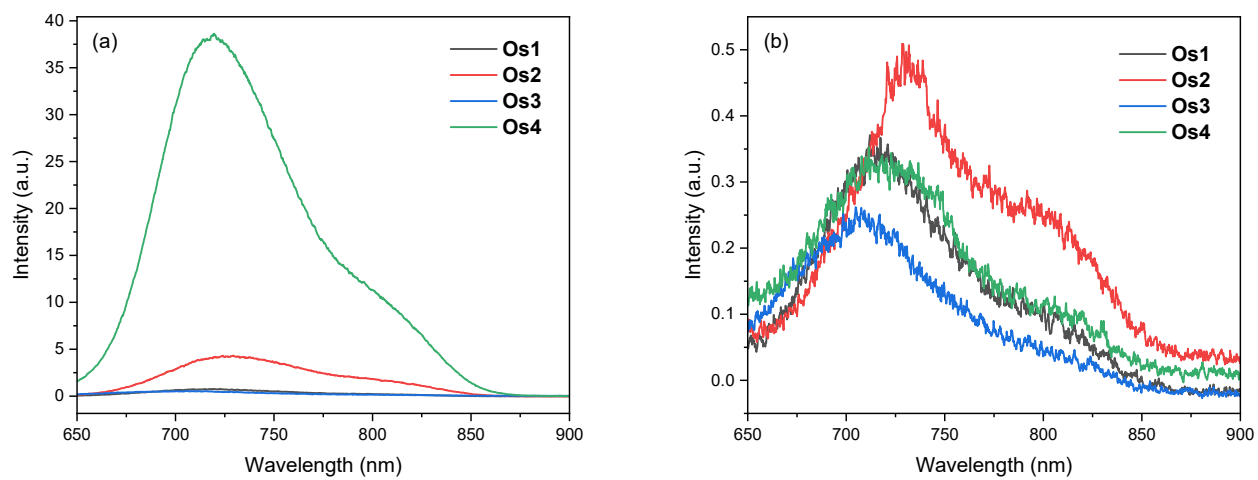 (a)
Os1
Os2
Os3
Os4
40
35
30
25
20
15
10
5
0
Intensity (a.u.)
650 700 750 800 850 900
Wavelength (nm)
(b)
Os1
Os2
Os3
Os4
0.5
0.4
0.3
0.2
0.1
0.0
Intensity (a.u.)
650 700 750 800 850 900
Wavelength (nm)